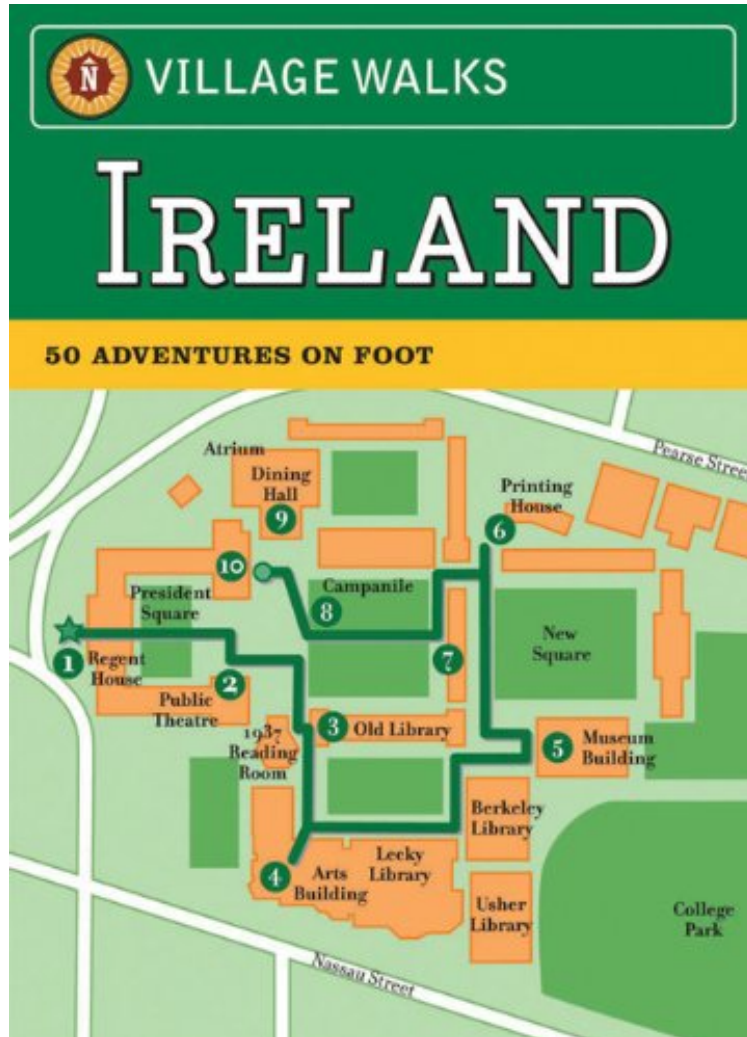 N
VILLAGE WALKS
IRELAND
50 ADVENTURES ON FOOT
Atrium
Dining
Hall
9
Pearse Street
Printing
House
6
10
President
Square
Campanile
8
1
Regent
House
2
Public
Theatre
7
New
Square
3
Old Library
1937
Reading
Room
5
Museum
Building
Berkeley
Library
4
Arts
Building
Lecky
Library
Usher
Library
College
Park
Nassau Street